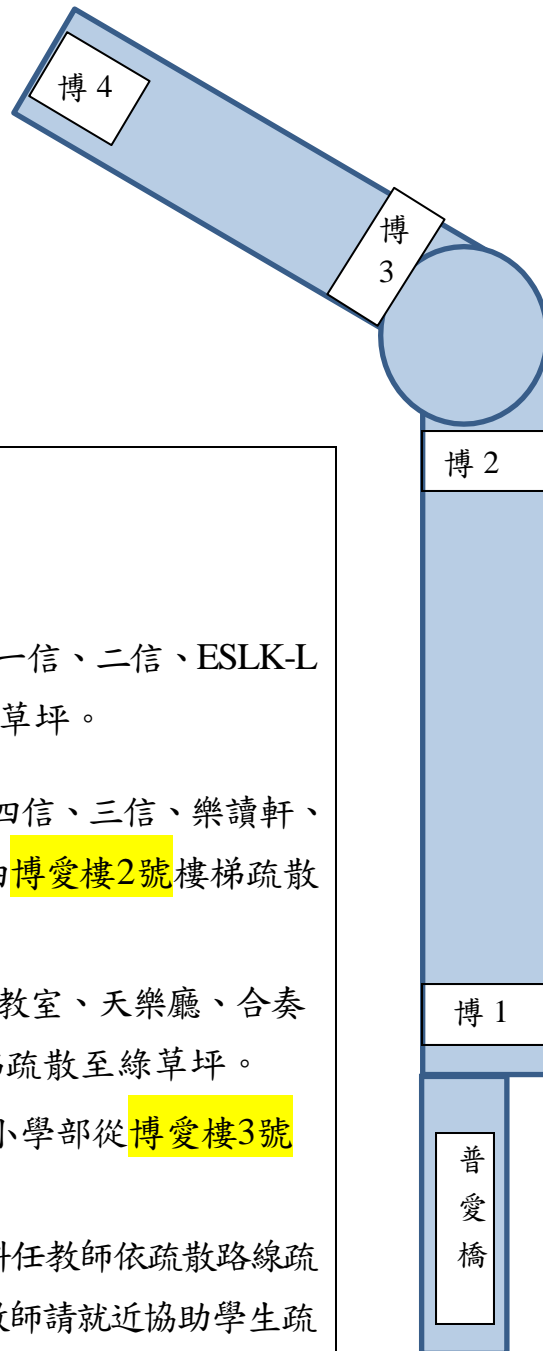 博 4
博
3
博 2
一信、二信、ESLK-L
草坪。
四信、三信、樂讀軒、
博愛樓2號樓梯疏散
教室、天樂廳、合奏
疏散至綠草坪。
小學部從博愛樓3號
科任教師依疏散路線疏
教師請就近協助學生疏
博 1
普
愛
橋